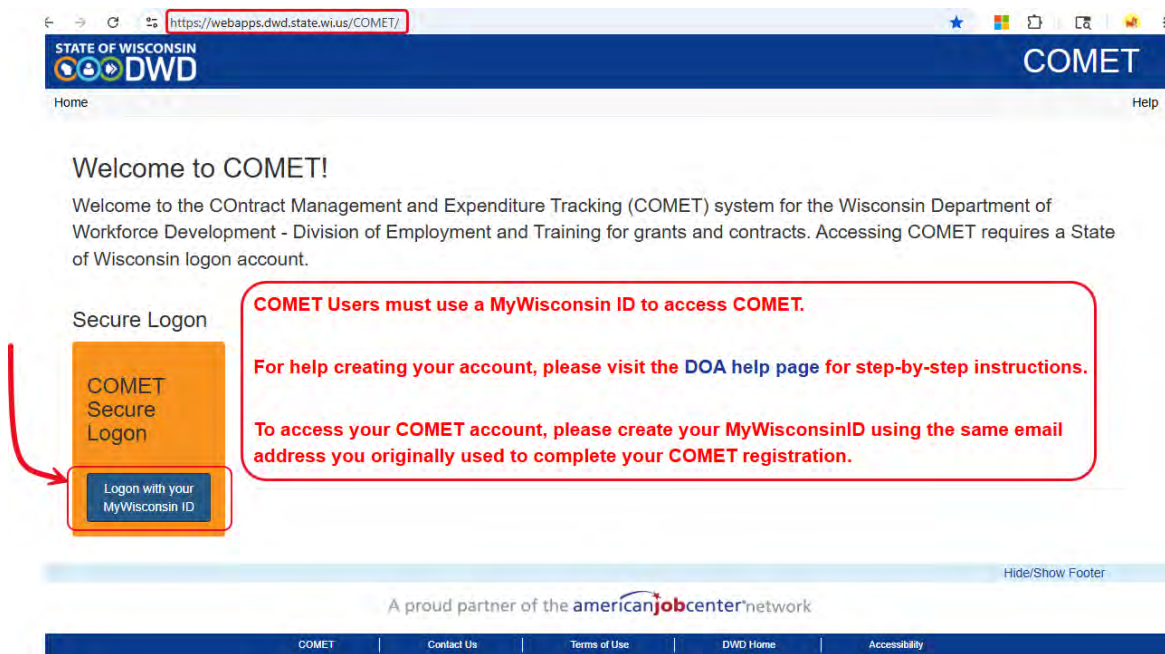 https://webapps.dwd.state.wi.us/COMET/
STATE OF WISCONSIN
DWD
COMET
Home
Help
Welcome to COMET!
Welcome to the COntract Management and Expenditure Tracking (COMET) system for the Wisconsin Department of
Workforce Development - Division of Employment and Training for grants and contracts. Accessing COMET requires a State
of Wisconsin logon account.
Secure Logon
COMET Users must use a MyWisconsin ID to access COMET.
For help creating your account, please visit the DOA help page for step-by-step instructions.
To access your COMET account, please create your MyWisconsinID using the same email
address you originally used to complete your COMET registration.
COMET
Secure
Logon
Logon with your
MyWisconsin ID
Hide/Show Footer
A proud partner of the americanjobcenter network
COMET
Contact Us
Terms of Use
DWD Home
Accessibility